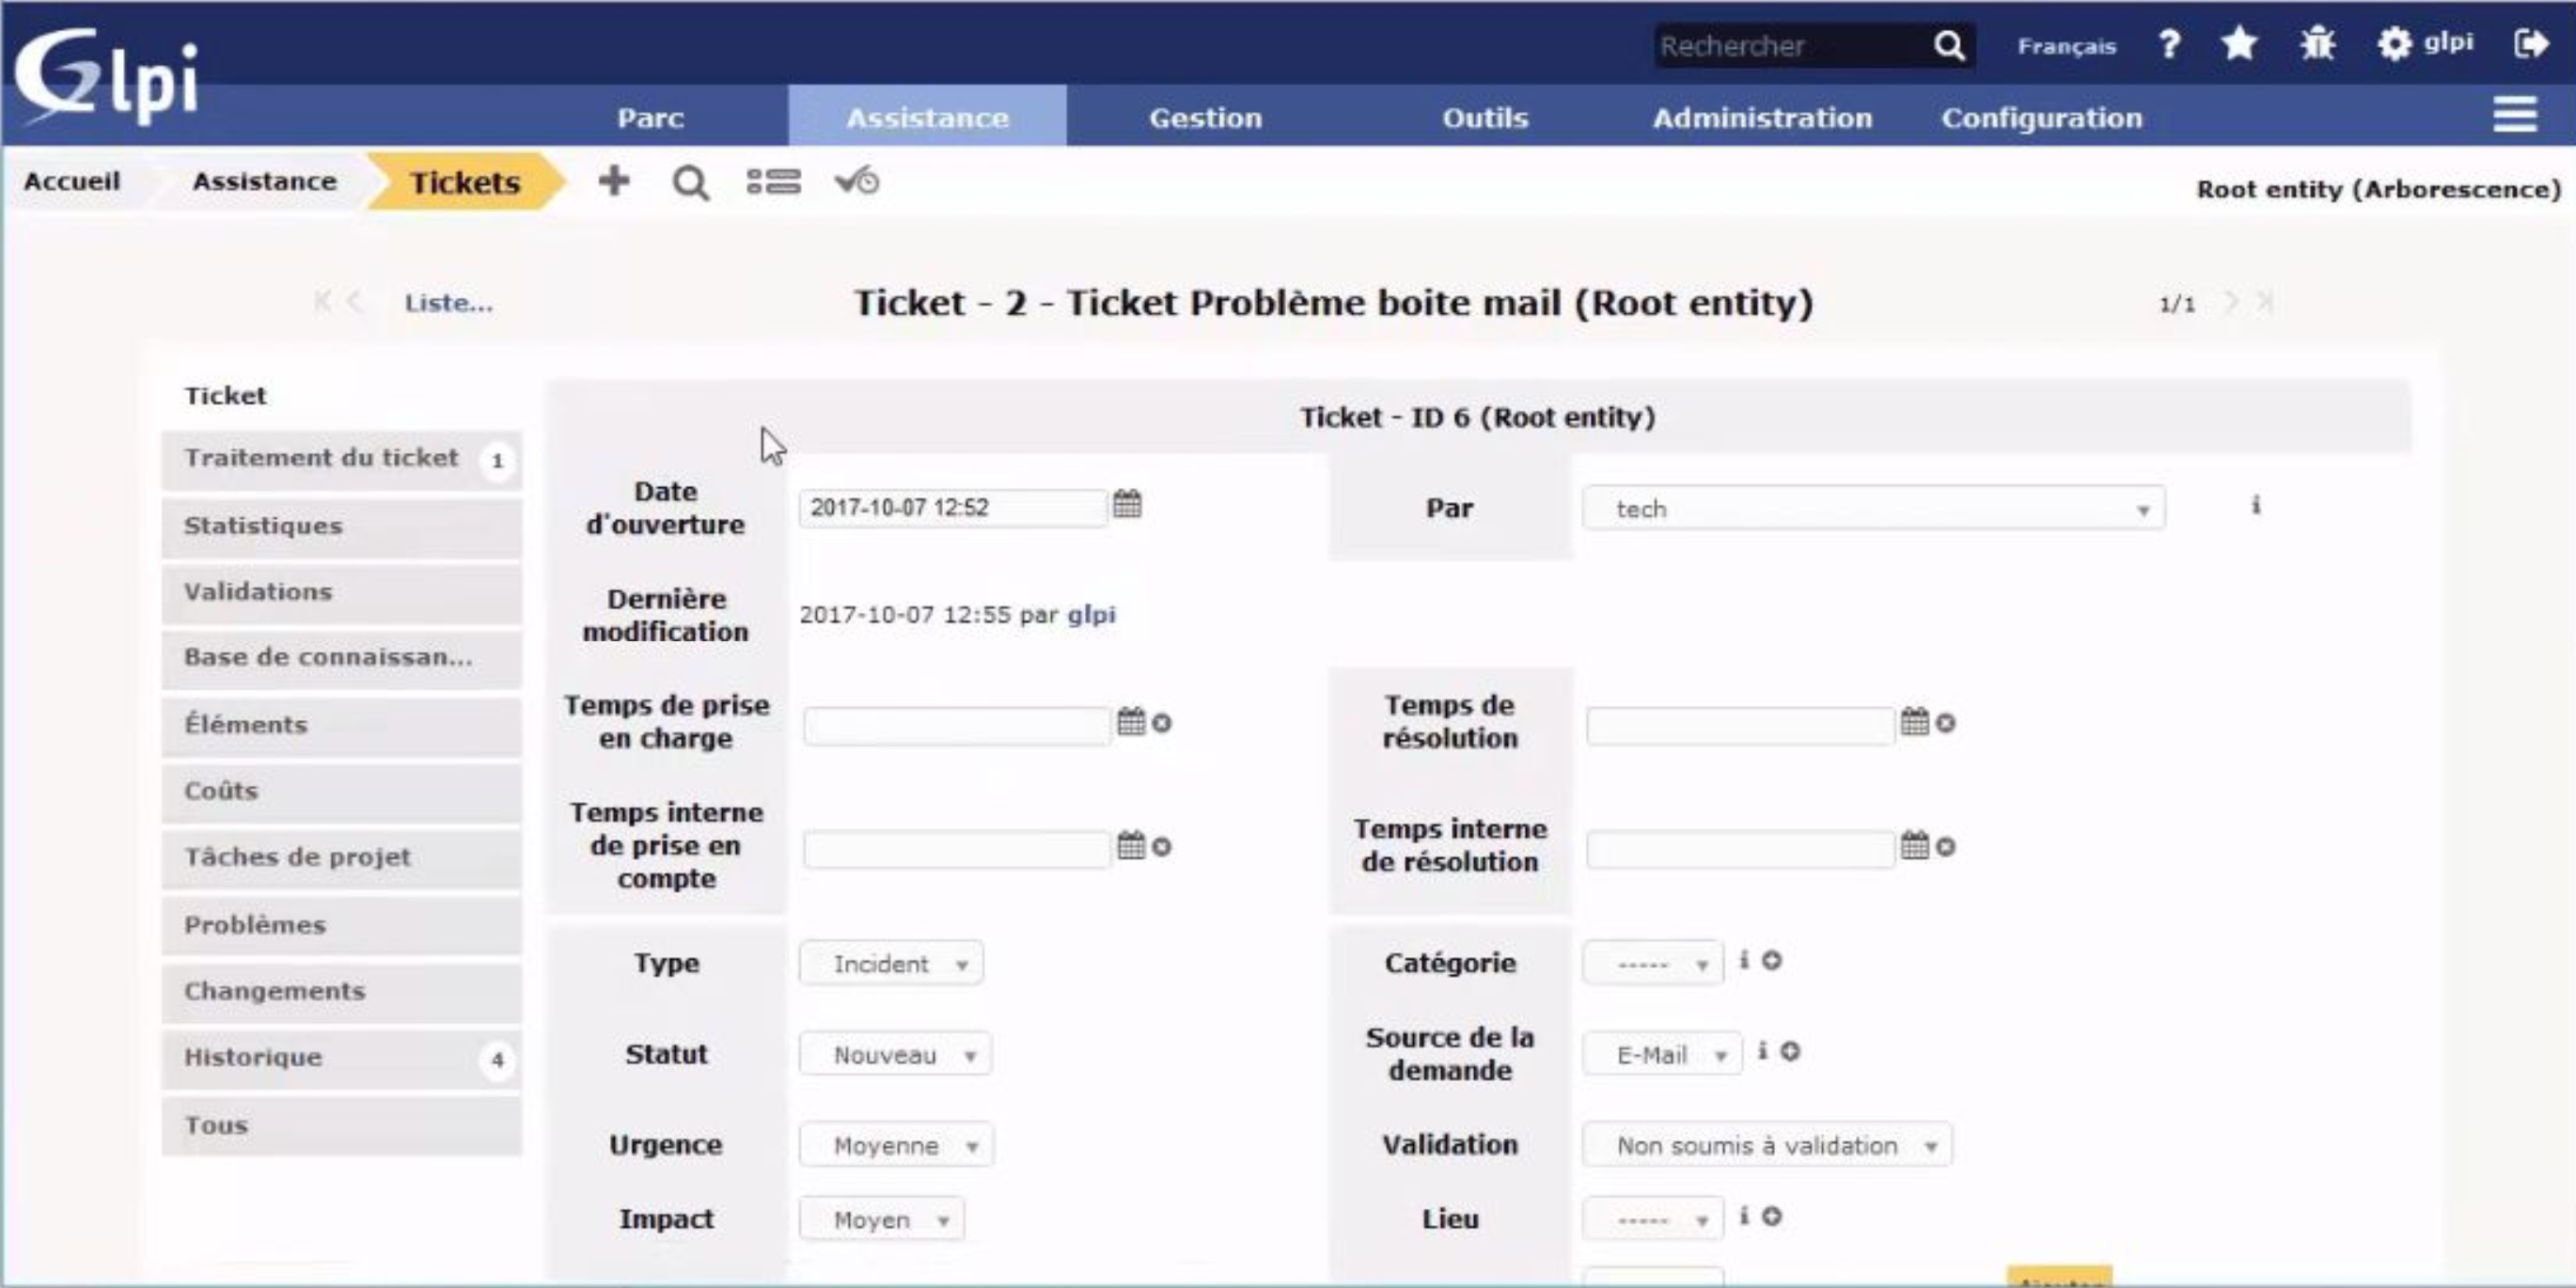 Glpi
Rechercher
Français
?
glpi
Parc
Assistance
Gestion
Outils
Administration
Configuration
Accueil
Assistance
Tickets
Root entity (Arborescence)
Liste...
Ticket - 2 - Ticket Problème boite mail (Root entity)
1/1
Ticket
Traitement du ticket 1
Statistiques
Validations
Base de connaissan...
Éléments
Coûts
Tâches de projet
Problèmes
Changements
Historique 4
Tous
Ticket - ID 6 (Root entity)
Date
d'ouverture
2017-10-07 12:52
Par
tech
Dernière
modification
2017-10-07 12:55 par glpi
Temps de prise
en charge
Temps de
résolution
Temps interne
de prise en
compte
Temps interne
de résolution
Type
Incident
Catégorie
-----
Statut
Nouveau
Source de la
demande
E-Mail
Urgence
Moyenne
Validation
Non soumis à validation
Impact
Moyen
Lieu
-----